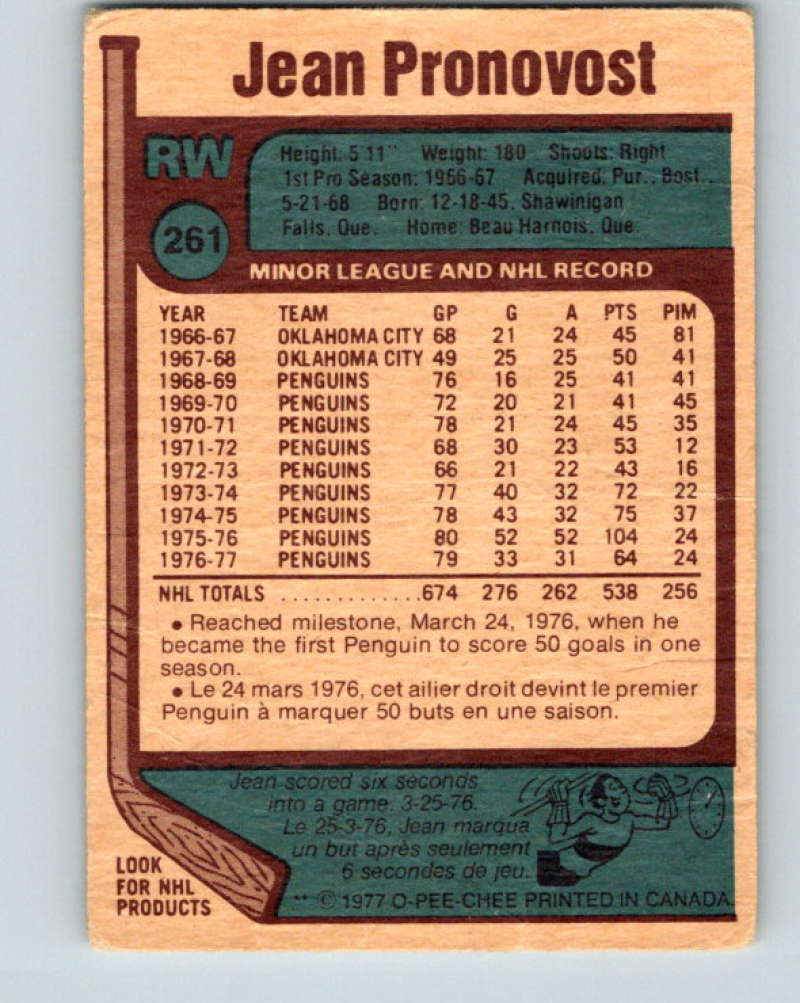 Jean Pronovost
RW
261
Height: 5'11" Weight: 180 Shoots: Right
1st Pro Season: 1966-67 Acquired: Pur., Bost.,
5-21-68 Born: 12-18-45, Shawinigan
Falls, Que. Home: Beau Harnois, Que.
MINOR LEAGUE AND NHL RECORD
YEAR TEAM GP G A PTS PIM
1966-67 OKLAHOMA CITY 68 21 24 45 81
1967-68 OKLAHOMA CITY 49 25 25 50 41
1968-69 PENGUINS 76 16 25 41 41
1969-70 PENGUINS 72 20 21 41 45
1970-71 PENGUINS 78 21 24 45 35
1971-72 PENGUINS 68 30 23 53 12
1972-73 PENGUINS 66 21 22 43 16
1973-74 PENGUINS 77 40 32 72 22
1974-75 PENGUINS 78 43 32 75 37
1975-76 PENGUINS 80 52 52 104 24
1976-77 PENGUINS 79 33 31 64 24
NHL TOTALS .............674 276 262 538 256
• Reached milestone, March 24, 1976, when he
became the first Penguin to score 50 goals in one
season.
• Le 24 mars 1976, cet ailier droit devint le premier
Penguin à marquer 50 buts en une saison.
Jean scored six seconds
into a game. 3-25-76.
Le 25-3-76, Jean marqua
un but après seulement
6 secondes de jeu.
LOOK
FOR NHL
PRODUCTS
** © 1977 O-PEE-CHEE PRINTED IN CANADA